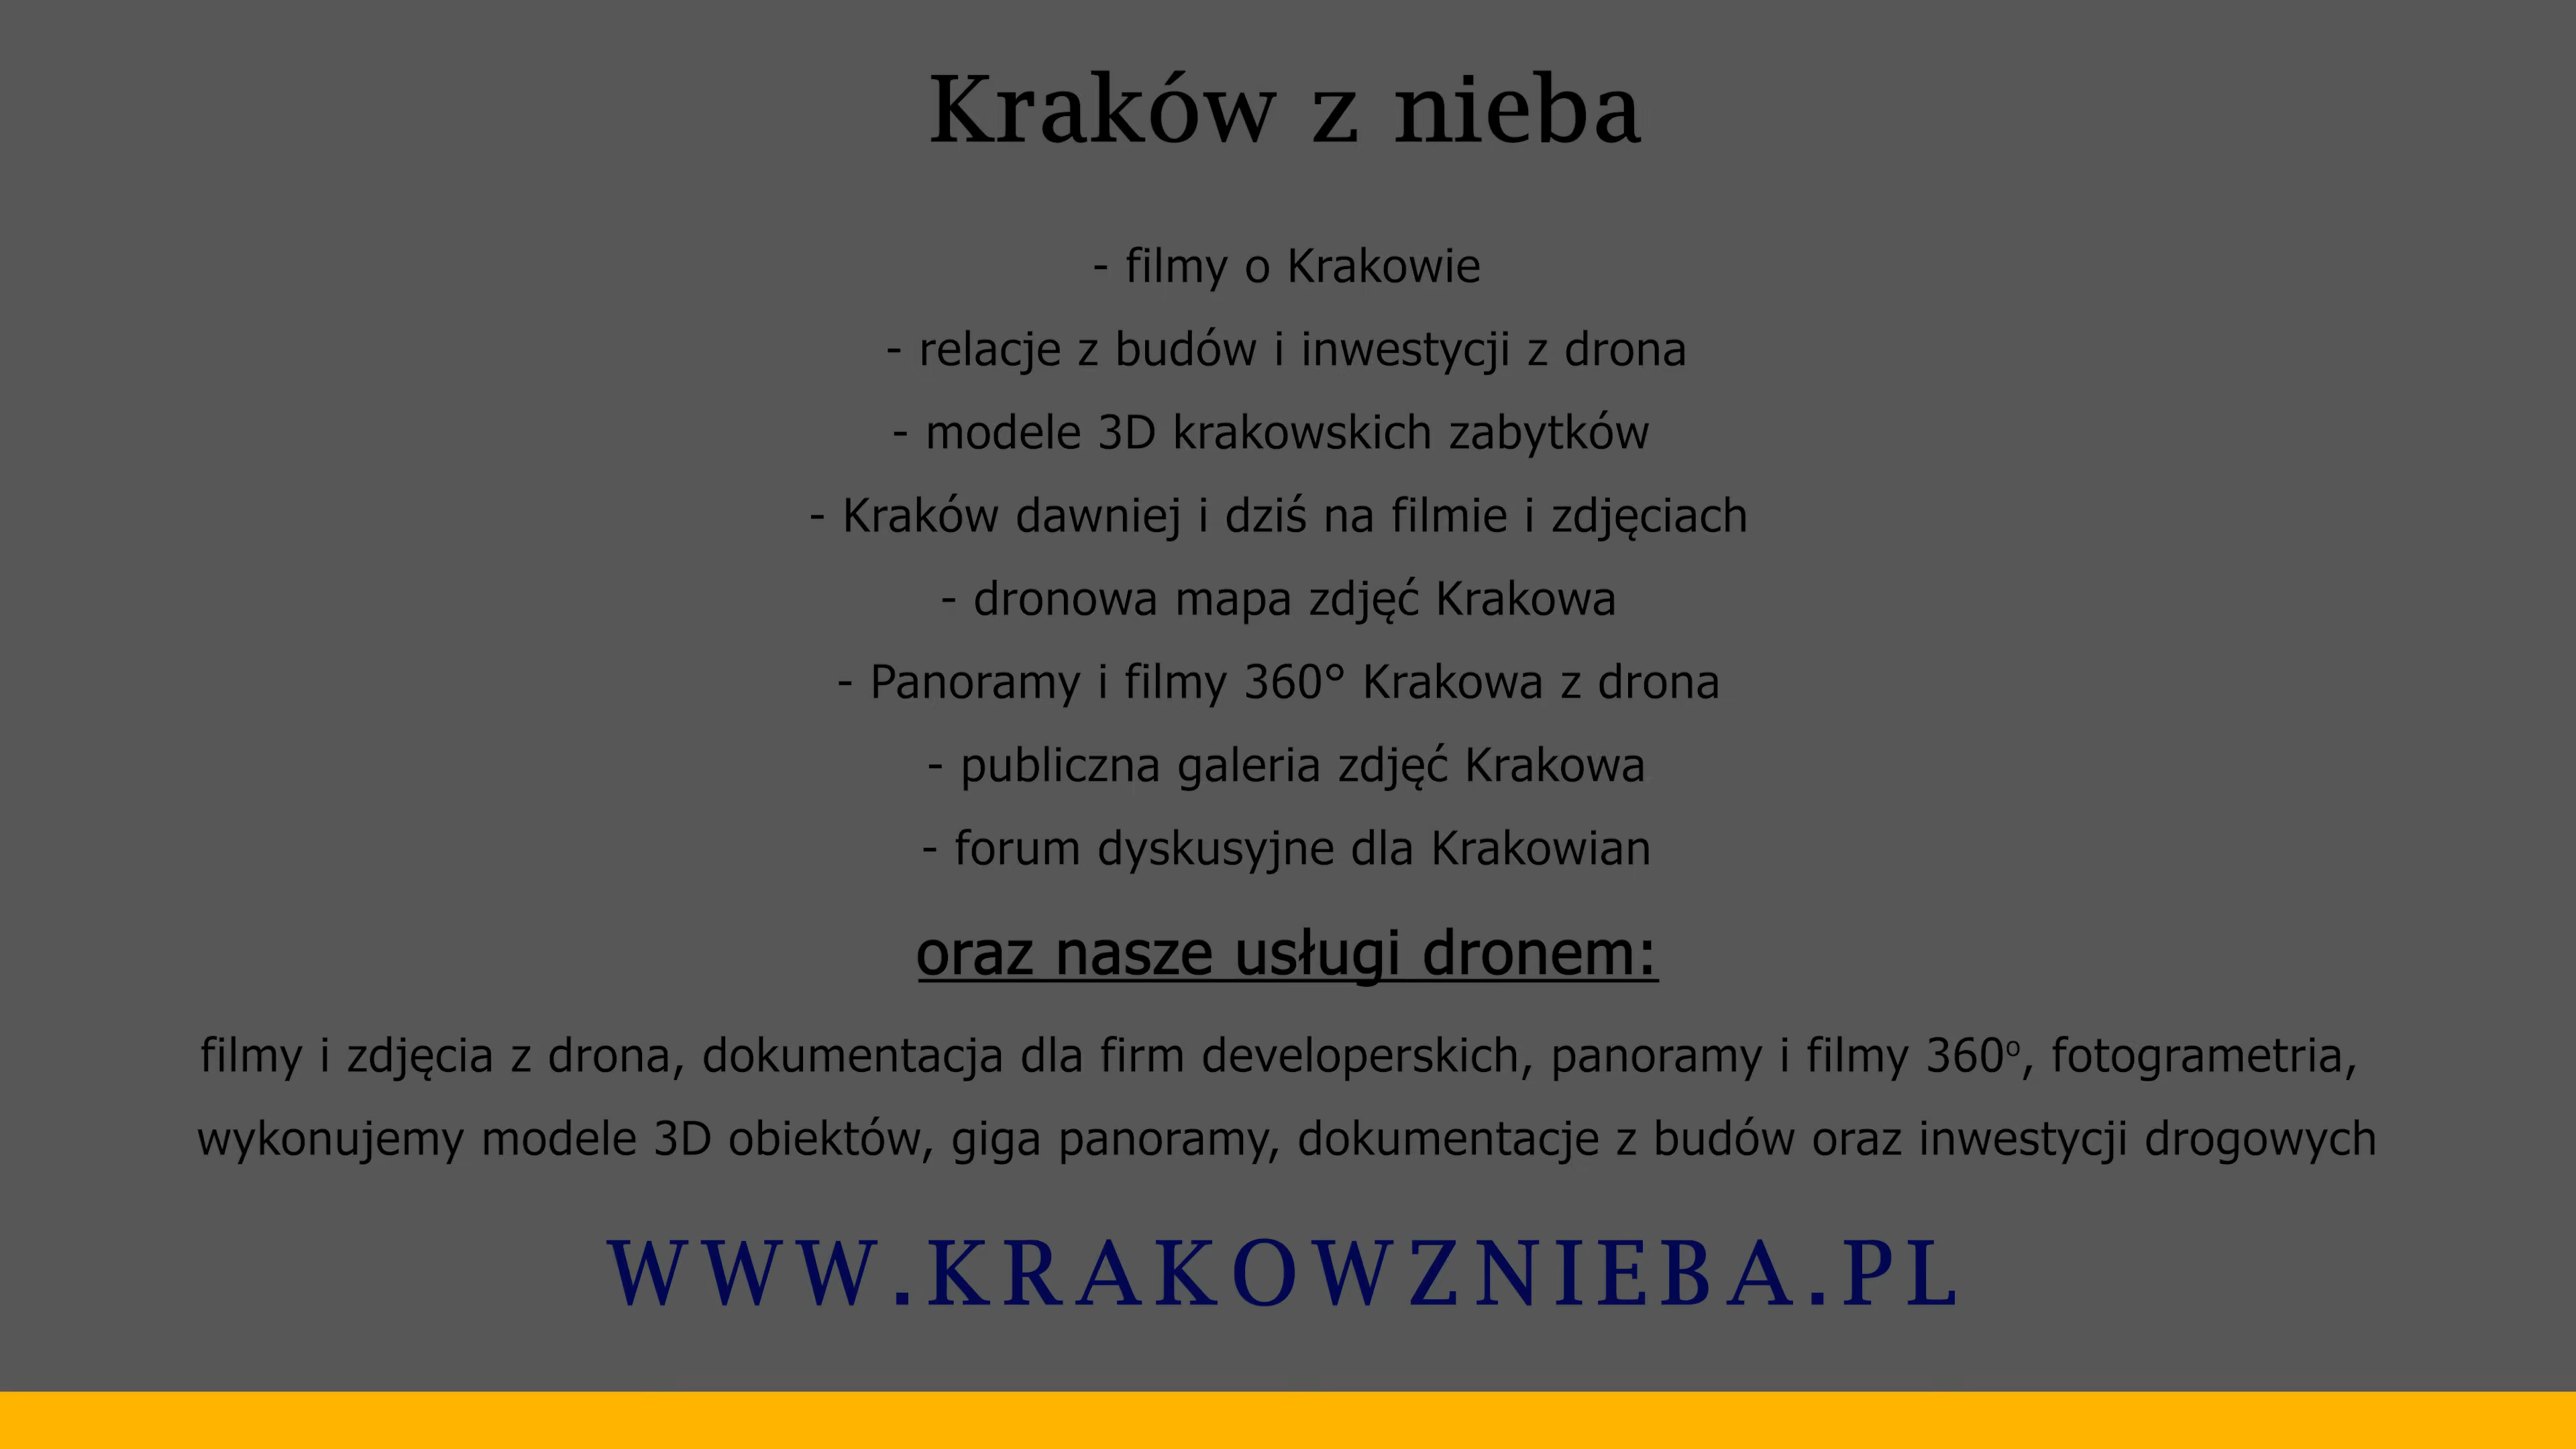 Kraków z nieba
- filmy o Krakowie
- relacje z budów i inwestycji z drona
- modele 3D krakowskich zabytków
- Kraków dawniej i dziś na filmie i zdjęciach
- dronowa mapa zdjęć Krakowa
- Panoramy i filmy 360° Krakowa z drona
- publiczna galeria zdjęć Krakowa
- forum dyskusyjne dla Krakowian
oraz nasze usługi dronem:
filmy i zdjęcia z drona, dokumentacja dla firm developerskich, panoramy i filmy 360º, fotogrametria,
wykonujemy modele 3D obiektów, giga panoramy, dokumentacje z budów oraz inwestycji drogowych
WWW.KRAKOWZNIEBA.PL